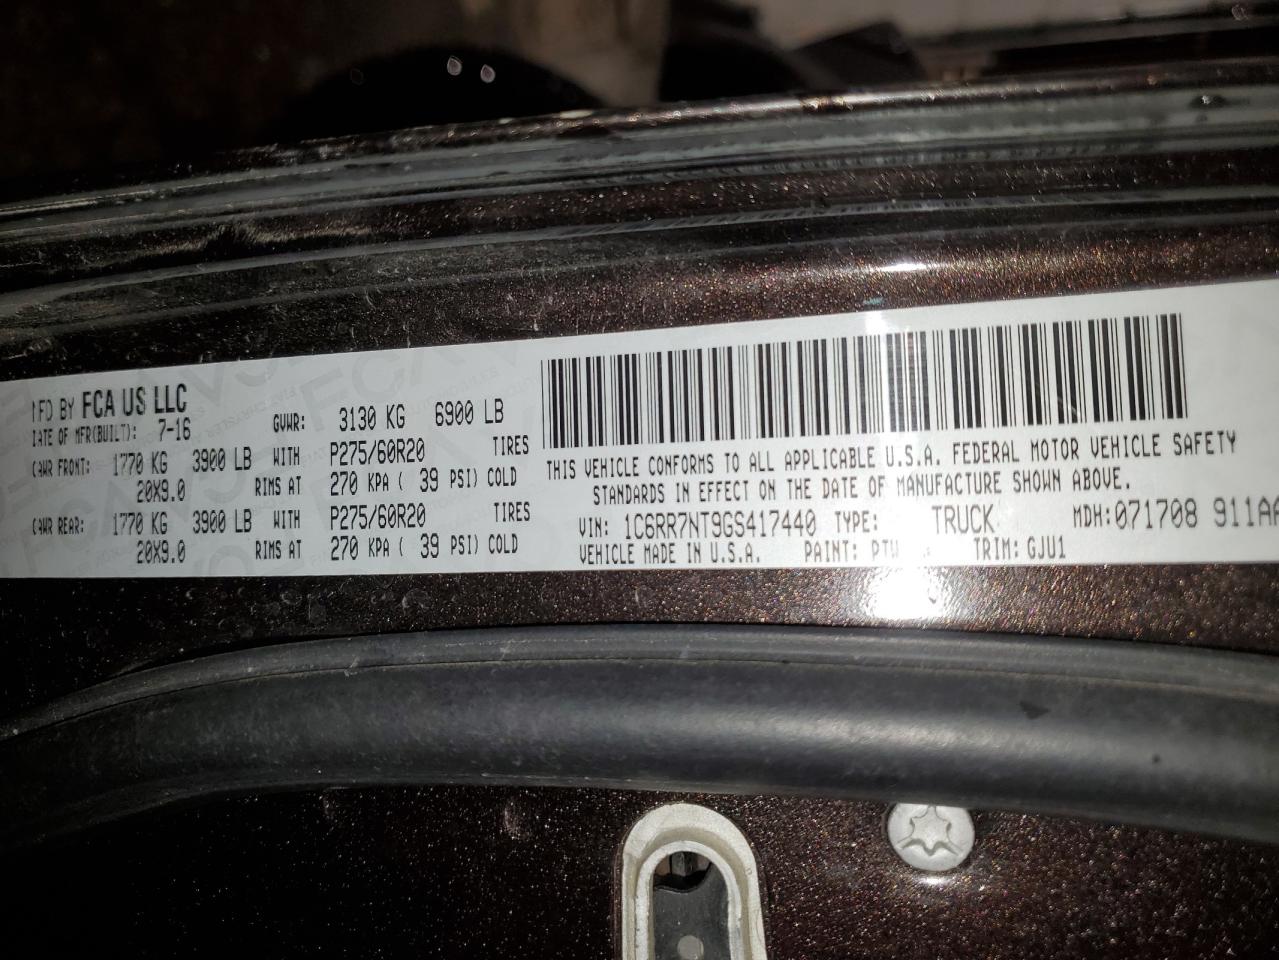 MFD BY FCA US LLC
DATE OF MFR(BUILT): 7-16 GVWR: 3130 KG 6900 LB
GAWR FRONT: 1770 KG 3900 LB WITH P275/60R20 TIRES
20X9.0 RIMS AT 270 KPA ( 39 PSI) COLD
GAWR REAR: 1770 KG 3900 LB WITH P275/60R20 TIRES
20X9.0 RIMS AT 270 KPA ( 39 PSI) COLD
THIS VEHICLE CONFORMS TO ALL APPLICABLE U.S.A. FEDERAL MOTOR VEHICLE SAFETY
STANDARDS IN EFFECT ON THE DATE OF MANUFACTURE SHOWN ABOVE.
VIN: 1C6RR7NT9GS417440 TYPE: TRUCK MDH:071708 911AA
VEHICLE MADE IN U.S.A. PAINT: PTW TRIM: GJU1